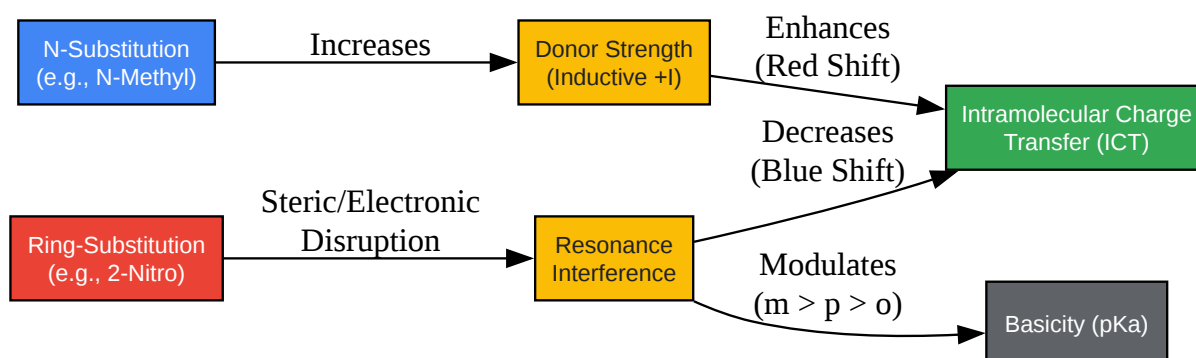 N-Substitution
(e.g., N-Methyl)
Increases
Donor Strength
(Inductive +I)
Enhances
(Red Shift)
Intramolecular Charge
Transfer (ICT)
Decreases
(Blue Shift)
Ring-Substitution
(e.g., 2-Nitro)
Steric/Electronic
Disruption
Resonance
Interference
Modulates
(m > p > o)
Basicity (pKa)